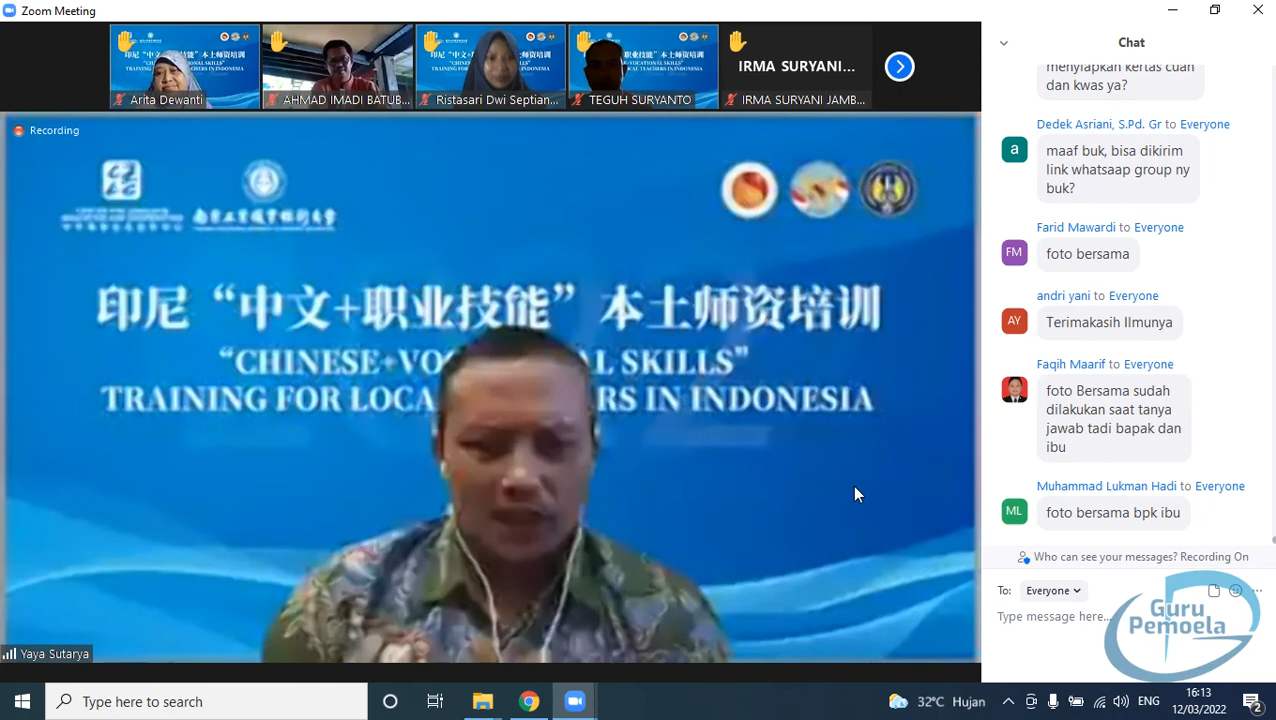 Zoom Meeting
Arita Dewanti
AHMAD IMADI BATUB...
Ristasari Dwi Septian...
TEGUH SURYANTO
IRMA SURYANI...
IRMA SURYANI JAMB...
Recording
印尼“中文+职业技能”本土师资培训
“CHINESE+VOC AL SKILLS”
TRAINING FOR LOCA RS IN INDONESIA
Yaya Sutarya
Chat
menyiapkan kertas cuan
dan kwas ya?
Dedek Asriani, S.Pd. Gr to Everyone
a
maaf buk, bisa dikirim
link whatsaap group ny
buk?
Farid Mawardi to Everyone
FM
foto bersama
andri yani to Everyone
AY
Terimakasih Ilmunya
Faqih Maarif to Everyone
foto Bersama sudah
dilakukan saat tanya
jawab tadi bapak dan
ibu
Muhammad Lukman Hadi to Everyone
ML
foto bersama bpk ibu
Who can see your messages? Recording On
To: Everyone
Type message here...
Guru
Pemoela
Type here to search
32°C Hujan
ENG
16:13
12/03/2022
2